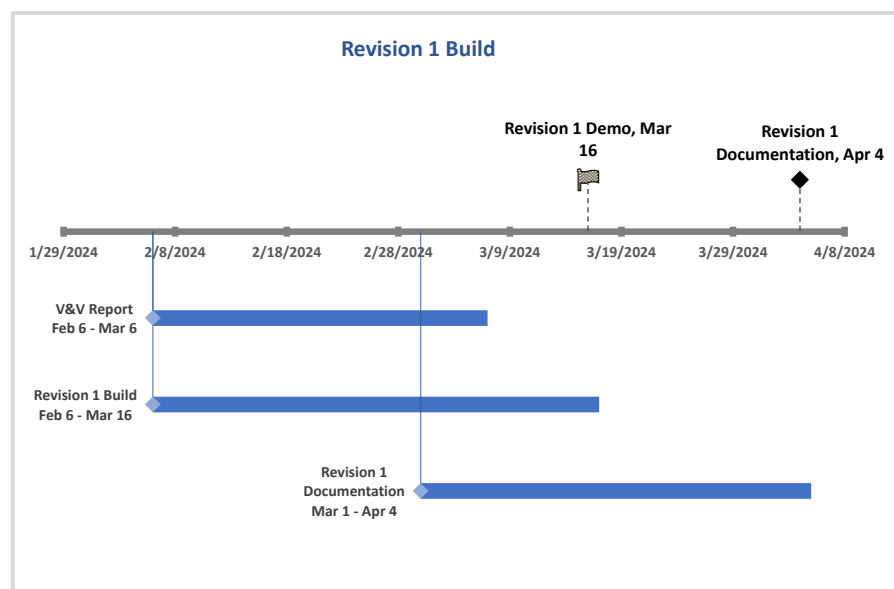 Revision 1 Build
Revision 1 Demo, Mar
16
Revision 1
Documentation, Apr 4
1/29/2024
2/8/2024
2/18/2024
2/28/2024
3/9/2024
3/19/2024
3/29/2024
4/8/2024
V&V Report
Feb 6 - Mar 6
Revision 1 Build
Feb 6 - Mar 16
Revision 1
Documentation
Mar 1 - Apr 4